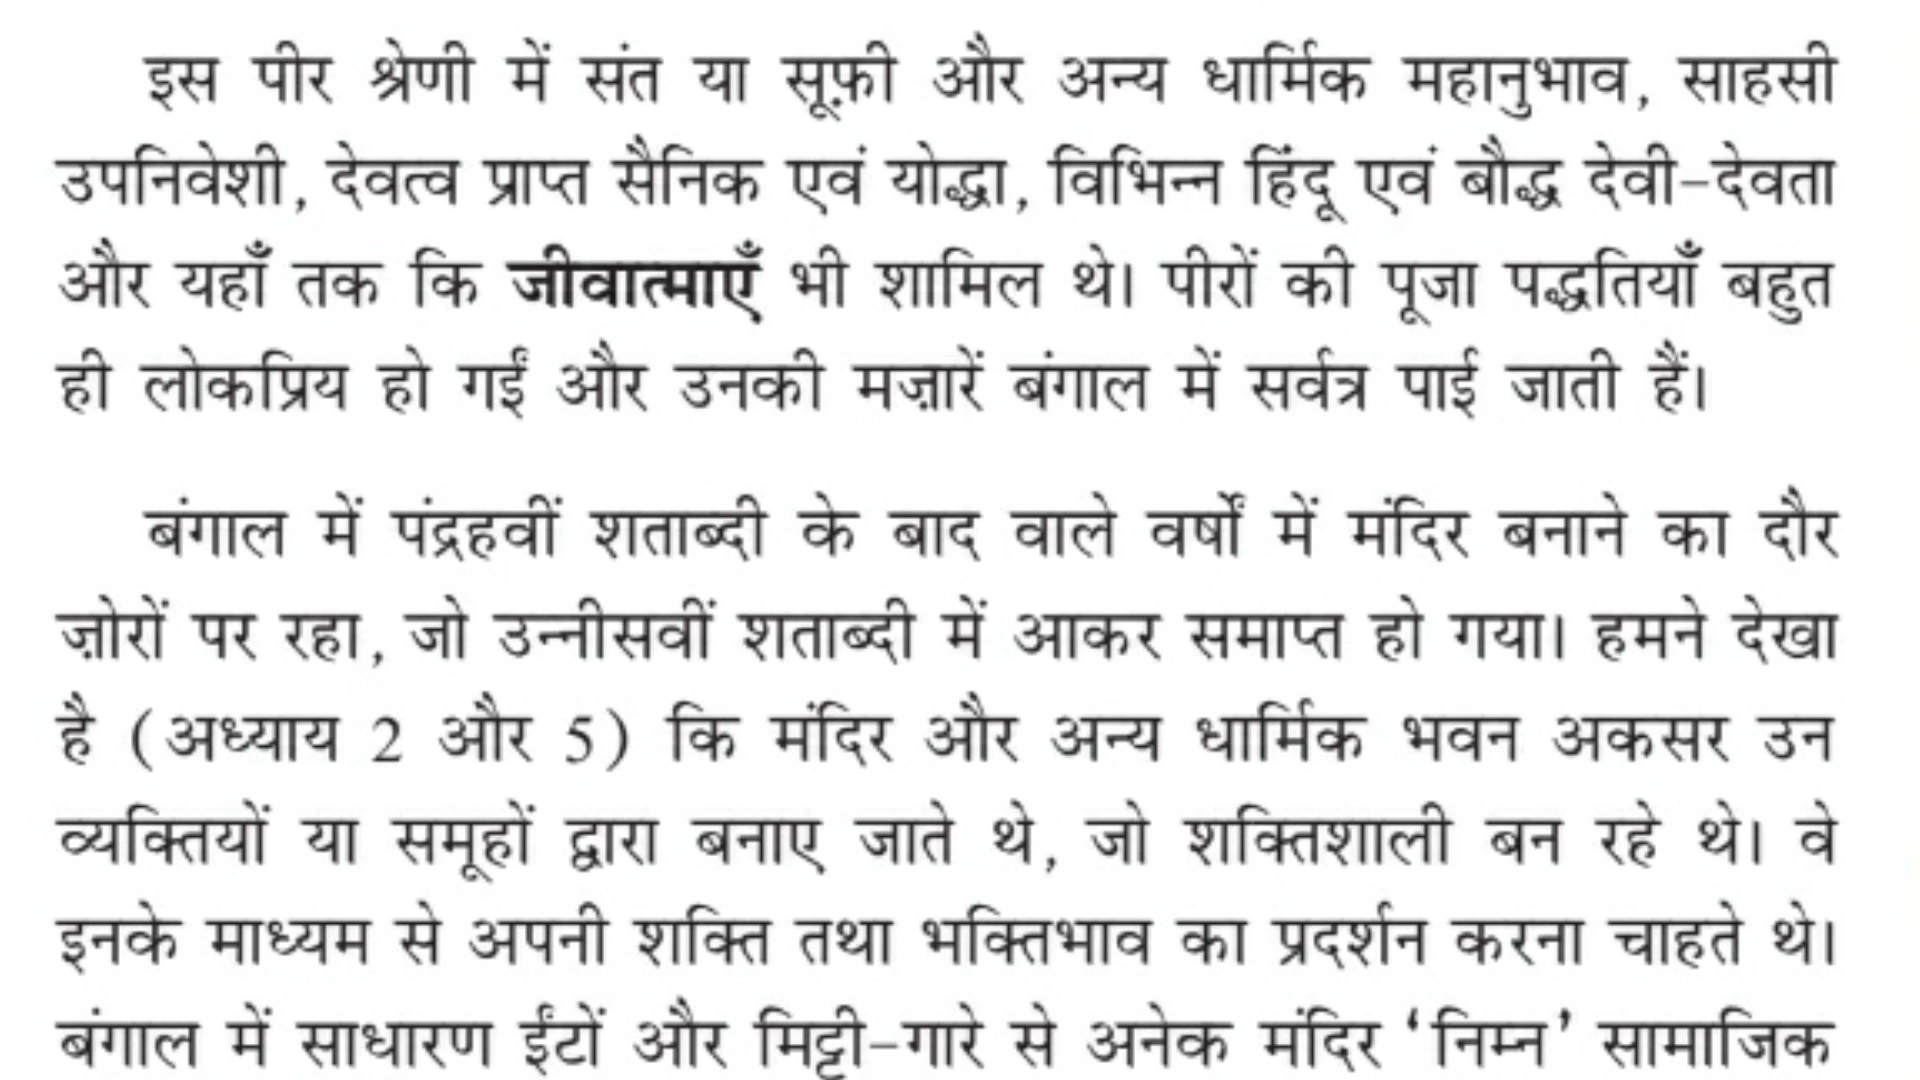 इस पीर श्रेणी में संत या सूफ़ी और अन्य धार्मिक महानुभाव, साहसी
उपनिवेशी, देवत्व प्राप्त सैनिक एवं योद्धा, विभिन्न हिंदू एवं बौद्ध देवी-देवता
और यहाँ तक कि जीवात्माएँ भी शामिल थे। पीरों की पूजा पद्धतियाँ बहुत
ही लोकप्रिय हो गईं और उनकी मज़ारें बंगाल में सर्वत्र पाई जाती हैं।
बंगाल में पंद्रहवीं शताब्दी के बाद वाले वर्षों में मंदिर बनाने का दौर
ज़ोरों पर रहा, जो उन्नीसवीं शताब्दी में आकर समाप्त हो गया। हमने देखा
है (अध्याय 2 और 5) कि मंदिर और अन्य धार्मिक भवन अकसर उन
व्यक्तियों या समूहों द्वारा बनाए जाते थे, जो शक्तिशाली बन रहे थे। वे
इनके माध्यम से अपनी शक्ति तथा भक्तिभाव का प्रदर्शन करना चाहते थे।
बंगाल में साधारण ईंटों और मिट्टी-गारे से अनेक मंदिर ‘निम्न’ सामाजिक